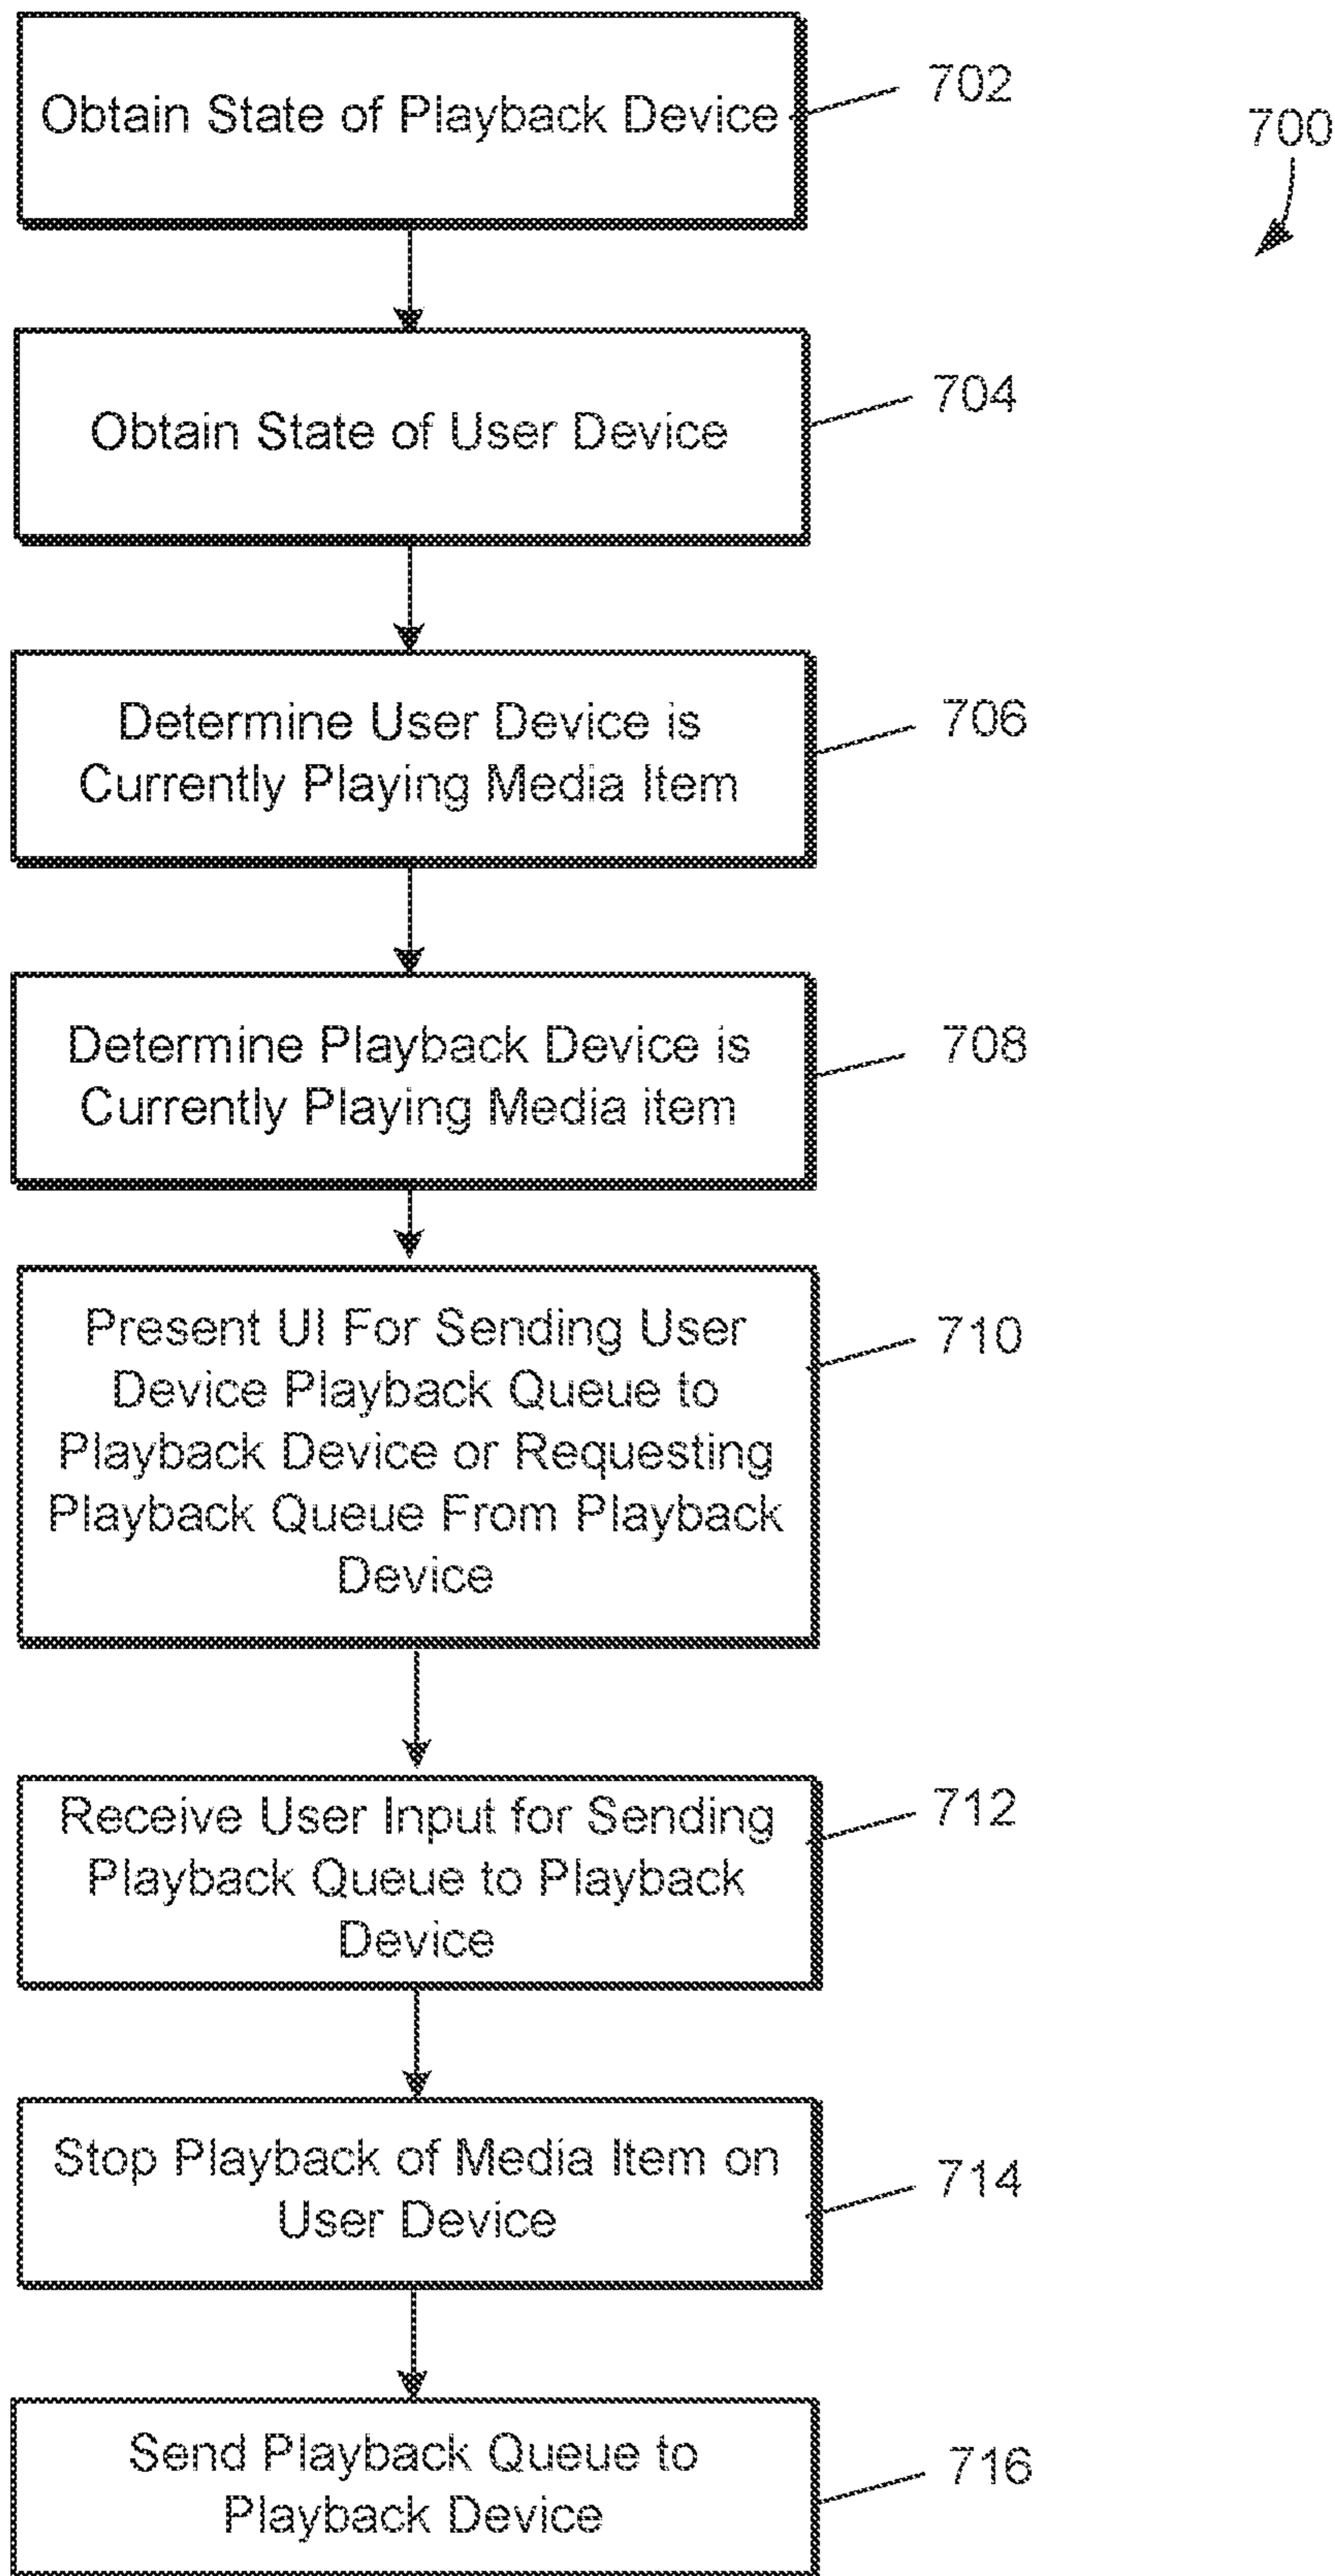 Obtain State of Playback Device
702
700
Obtain State of User Device
704
Determine User Device is
Currently Playing Media Item
706
Determine Playback Device is
Currently Playing Media item
708
Present UI For Sending User
Device Playback Queue to
Playback Device or Requesting
Playback Queue From Playback
Device
710
Receive User Input for Sending
Playback Queue to Playback
Device
712
Stop Playback of Media Item on
User Device
714
Send Playback Queue to
Playback Device
716